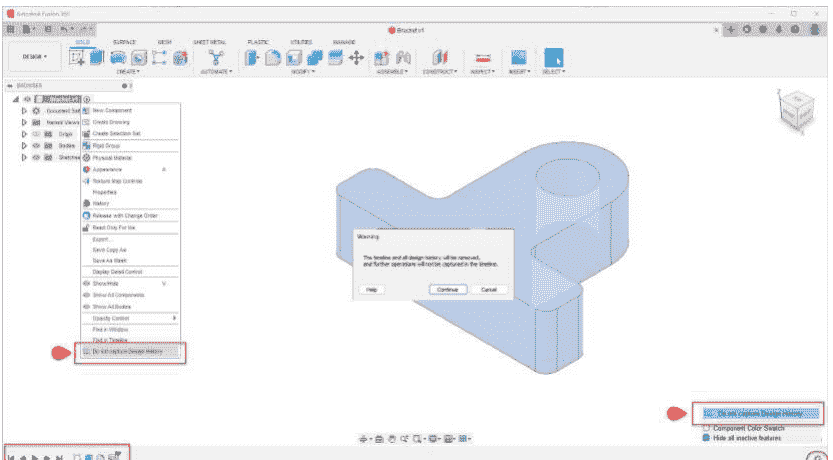 Autodesk Fusion 360
Bracket v1
SOLID SURFACE MESH SHEET METAL PLASTIC UTILITIES MANAGE
DESIGN
CREATE AUTOMATE MODIFY ASSEMBLE CONSTRUCT INSPECT INSERT SELECT
BROWSER
Document Set
Named Views
Origin
Bodies
Sketches
New Component
Create Drawing
Create Selection Set
Rigid Group
Physical Material
Appearance A
Texture Map Controls
Properties
History
Release with Change Order
Read Only For Me
Export...
Save Copy As
Save As Mesh
Display Detail Control
Show/Hide V
Show All Components
Show All Bodies
Opacity Control
Find in Window
Find in Timeline
Do not capture Design History
Warning
The timeline and all design history will be removed,
and further operations will not be captured in the timeline.
Help Continue Cancel
Do not capture Design History
Component Color Swatch
Hide all inactive features